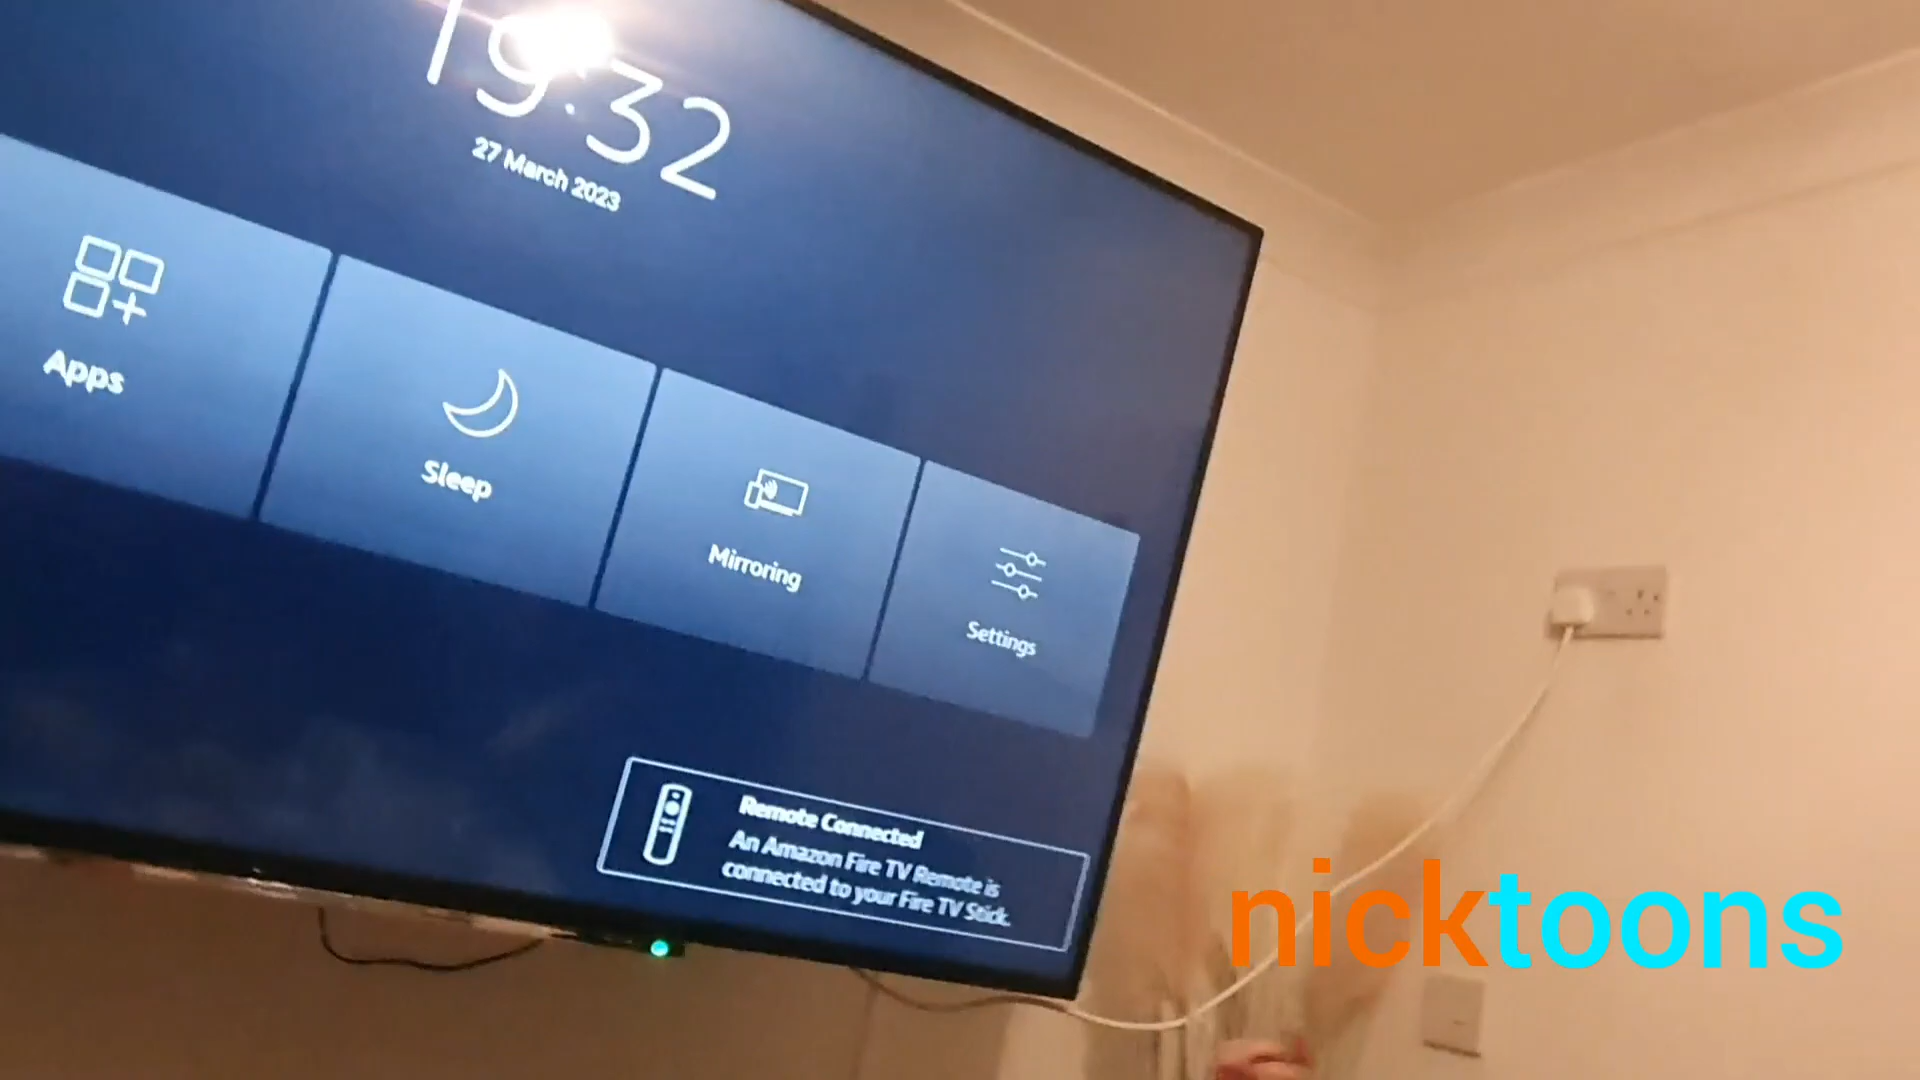 19:32
27 March 2023
Apps
Sleep
Mirroring
Settings
Remote Connected
An Amazon Fire TV Remote is
connected to your Fire TV Stick.
nicktoons